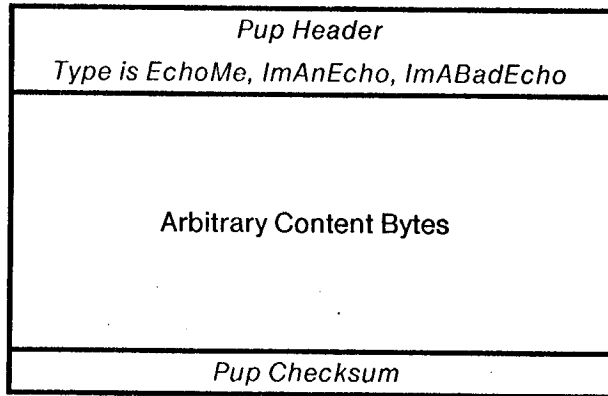 Pup Header
Type is EchoMe, ImAnEcho, ImABadEcho
Arbitrary Content Bytes
Pup Checksum